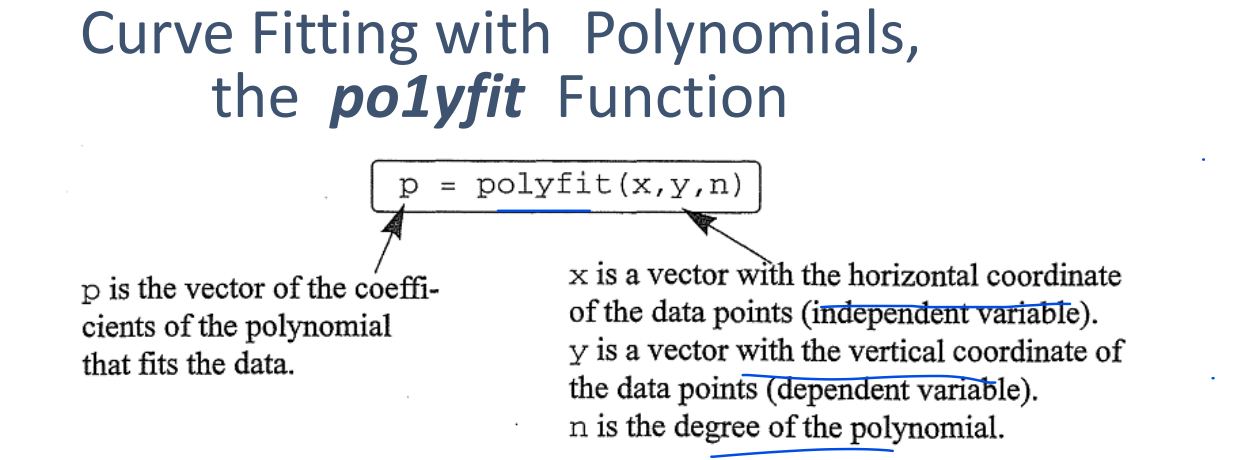 Curve Fitting with Polynomials,
the po1yfit Function
p = polyfit(x,y,n)
p is the vector of the coeffi-
cients of the polynomial
that fits the data.
x is a vector with the horizontal coordinate
of the data points (independent variable).
y is a vector with the vertical coordinate of
the data points (dependent variable).
n is the degree of the polynomial.